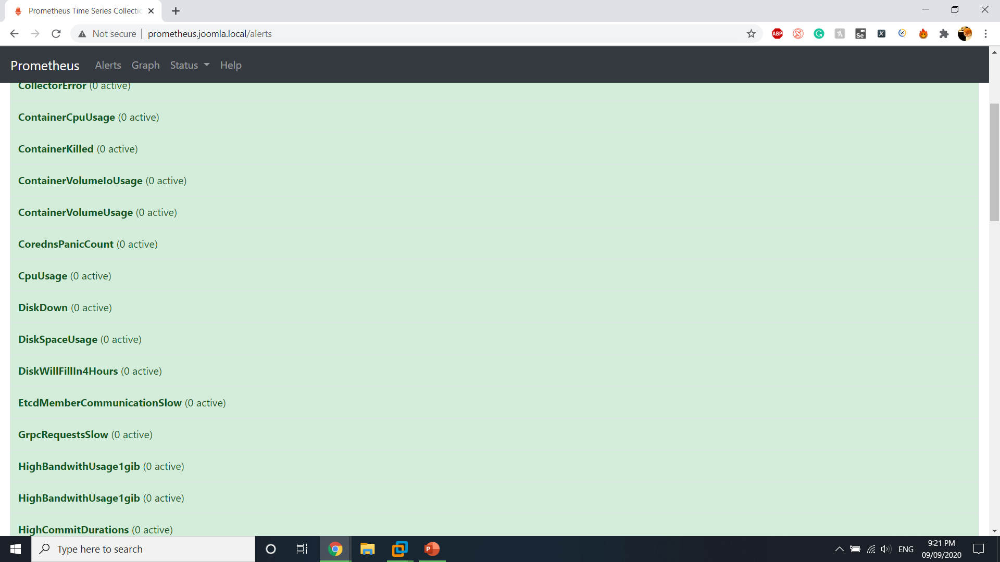 Prometheus Time Series Collectio
Not secure | prometheus.joomla.local/alerts
ABP
Se
X
Prometheus Alerts Graph Status Help
CollectorError (0 active)
ContainerCpuUsage (0 active)
ContainerKilled (0 active)
ContainerVolumeIoUsage (0 active)
ContainerVolumeUsage (0 active)
CorednsPanicCount (0 active)
CpuUsage (0 active)
DiskDown (0 active)
DiskSpaceUsage (0 active)
DiskWillFillIn4Hours (0 active)
EtcdMemberCommunicationSlow (0 active)
GrpcRequestsSlow (0 active)
HighBandwithUsage1gib (0 active)
HighBandwithUsage1gib (0 active)
HighCommitDurations (0 active)
Type here to search
P
ENG
9:21 PM
09/09/2020